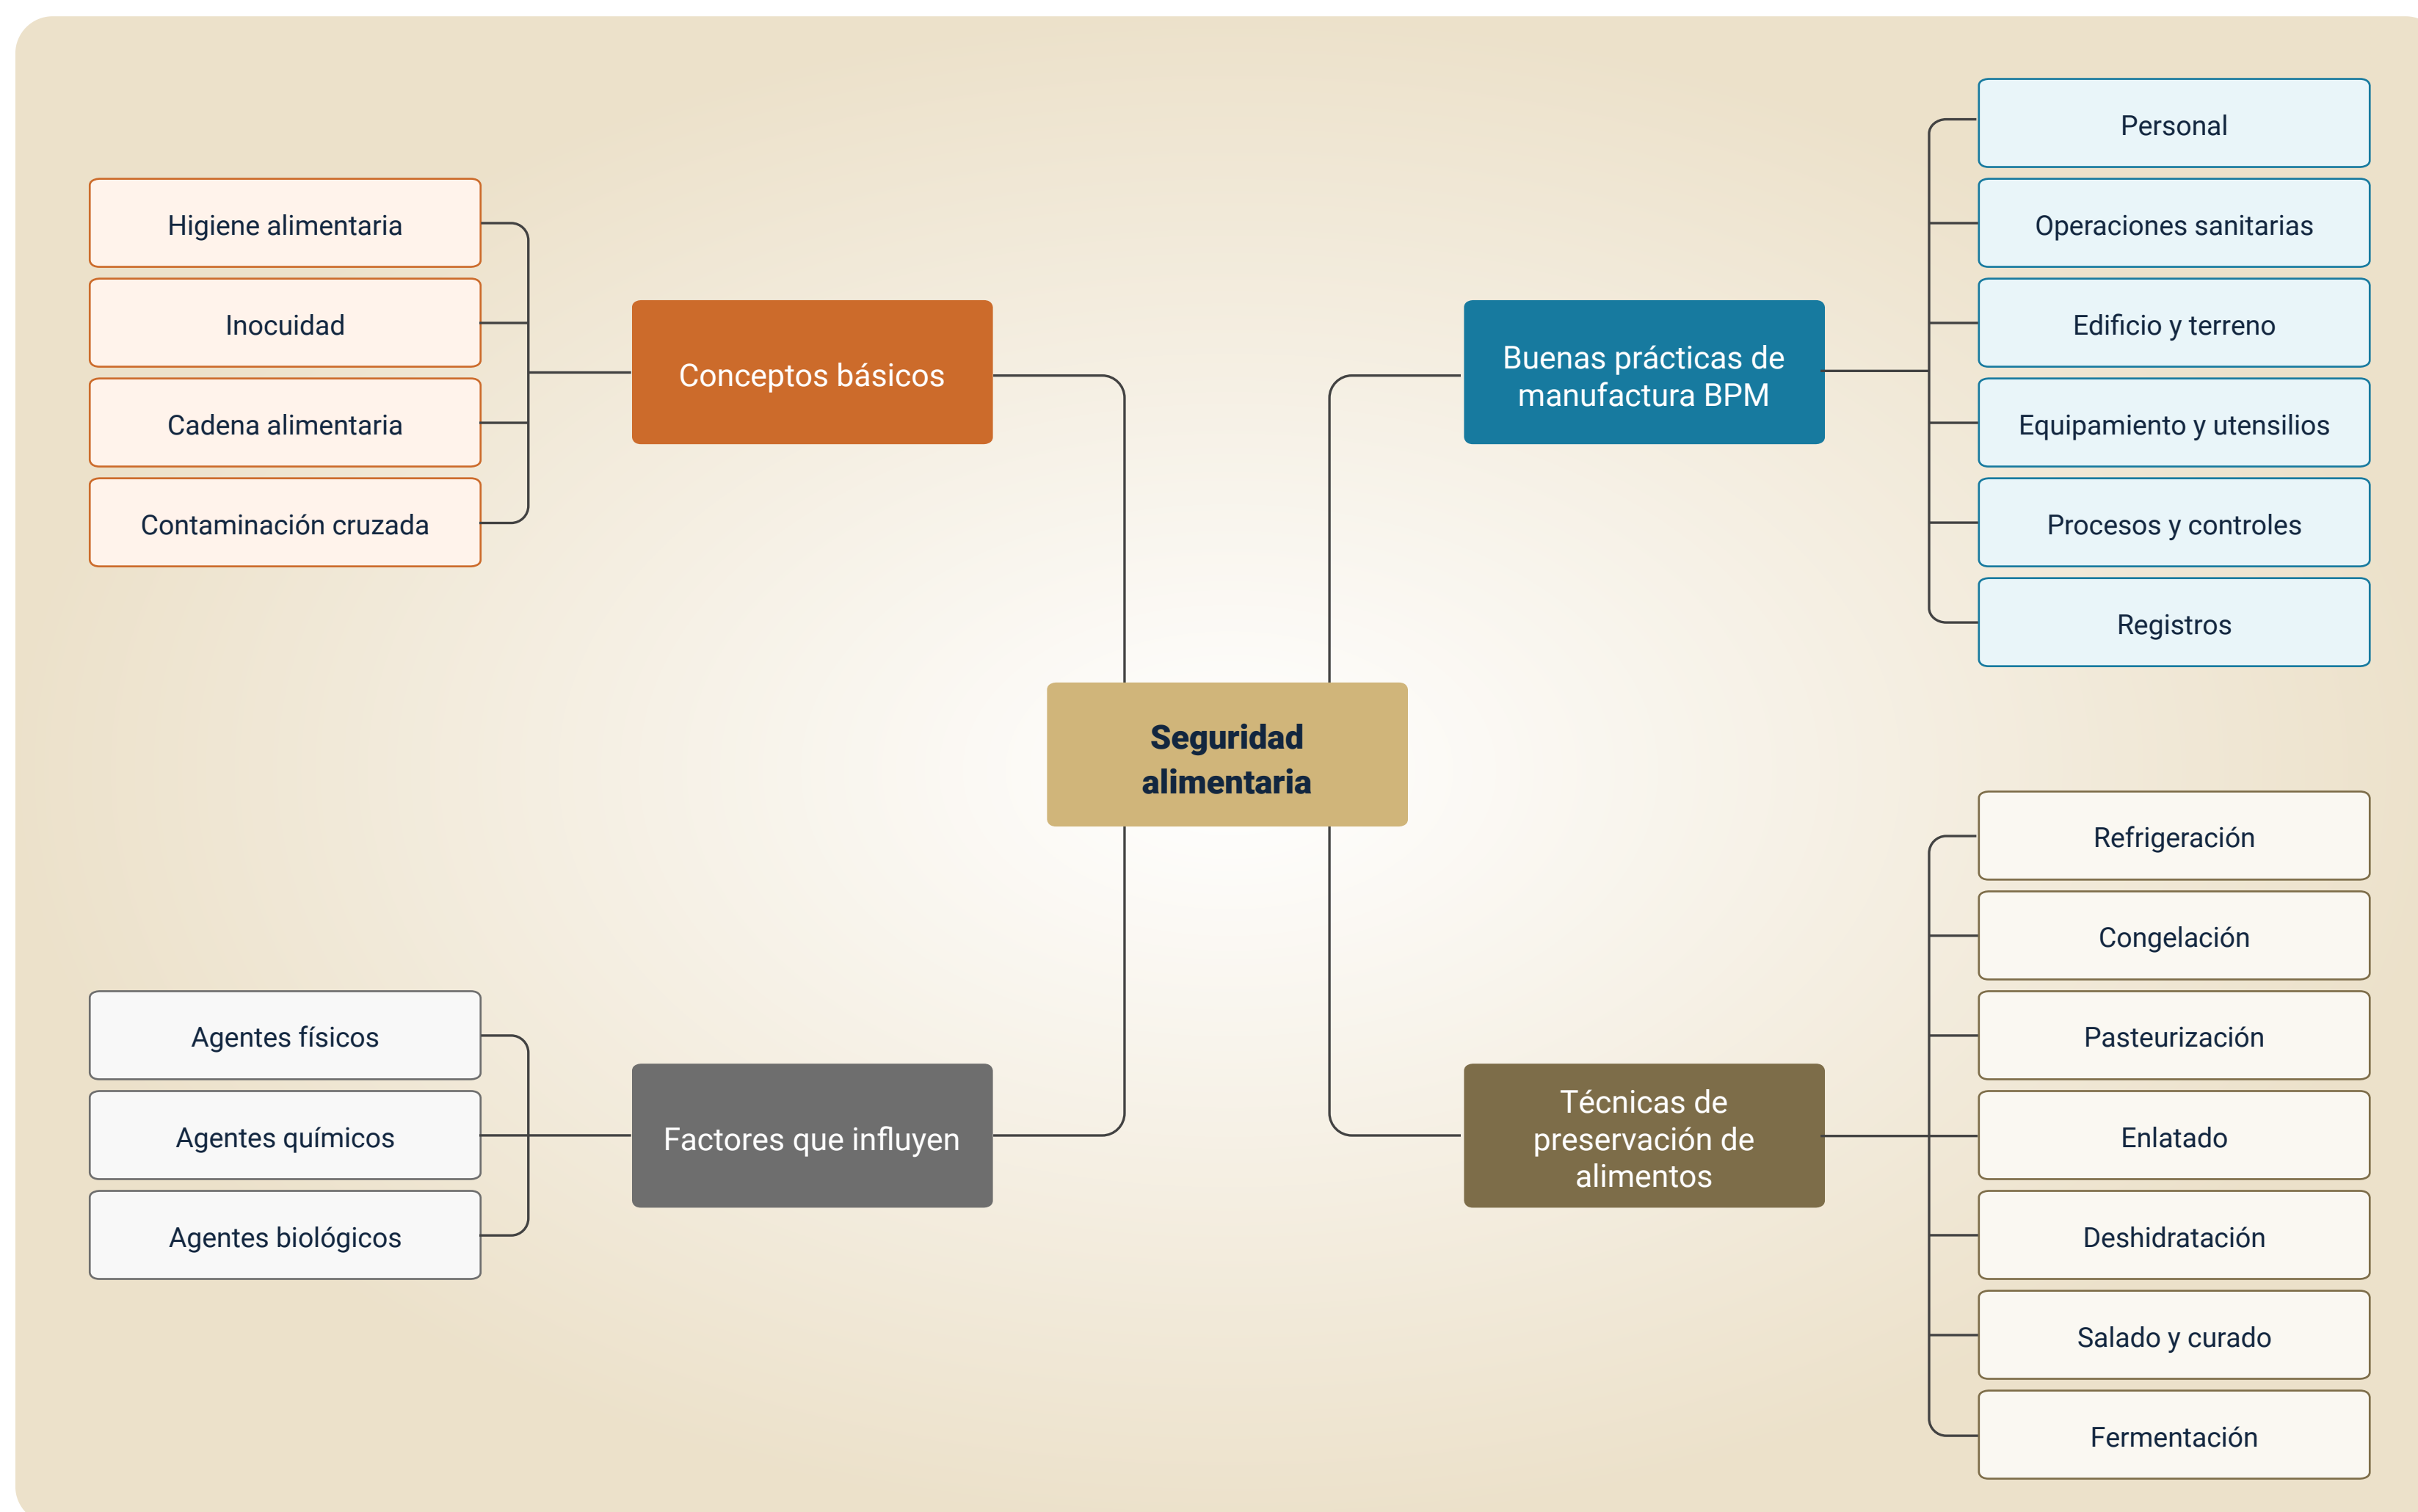 Seguridad
alimentaria
Conceptos básicos
Higiene alimentaria
Inocuidad
Cadena alimentaria
Contaminación cruzada
Buenas prácticas de
manufactura BPM
Personal
Operaciones sanitarias
Edificio y terreno
Equipamiento y utensilios
Procesos y controles
Registros
Factores que influyen
Agentes físicos
Agentes químicos
Agentes biológicos
Técnicas de
preservación de
alimentos
Refrigeración
Congelación
Pasteurización
Enlatado
Deshidratación
Salado y curado
Fermentación